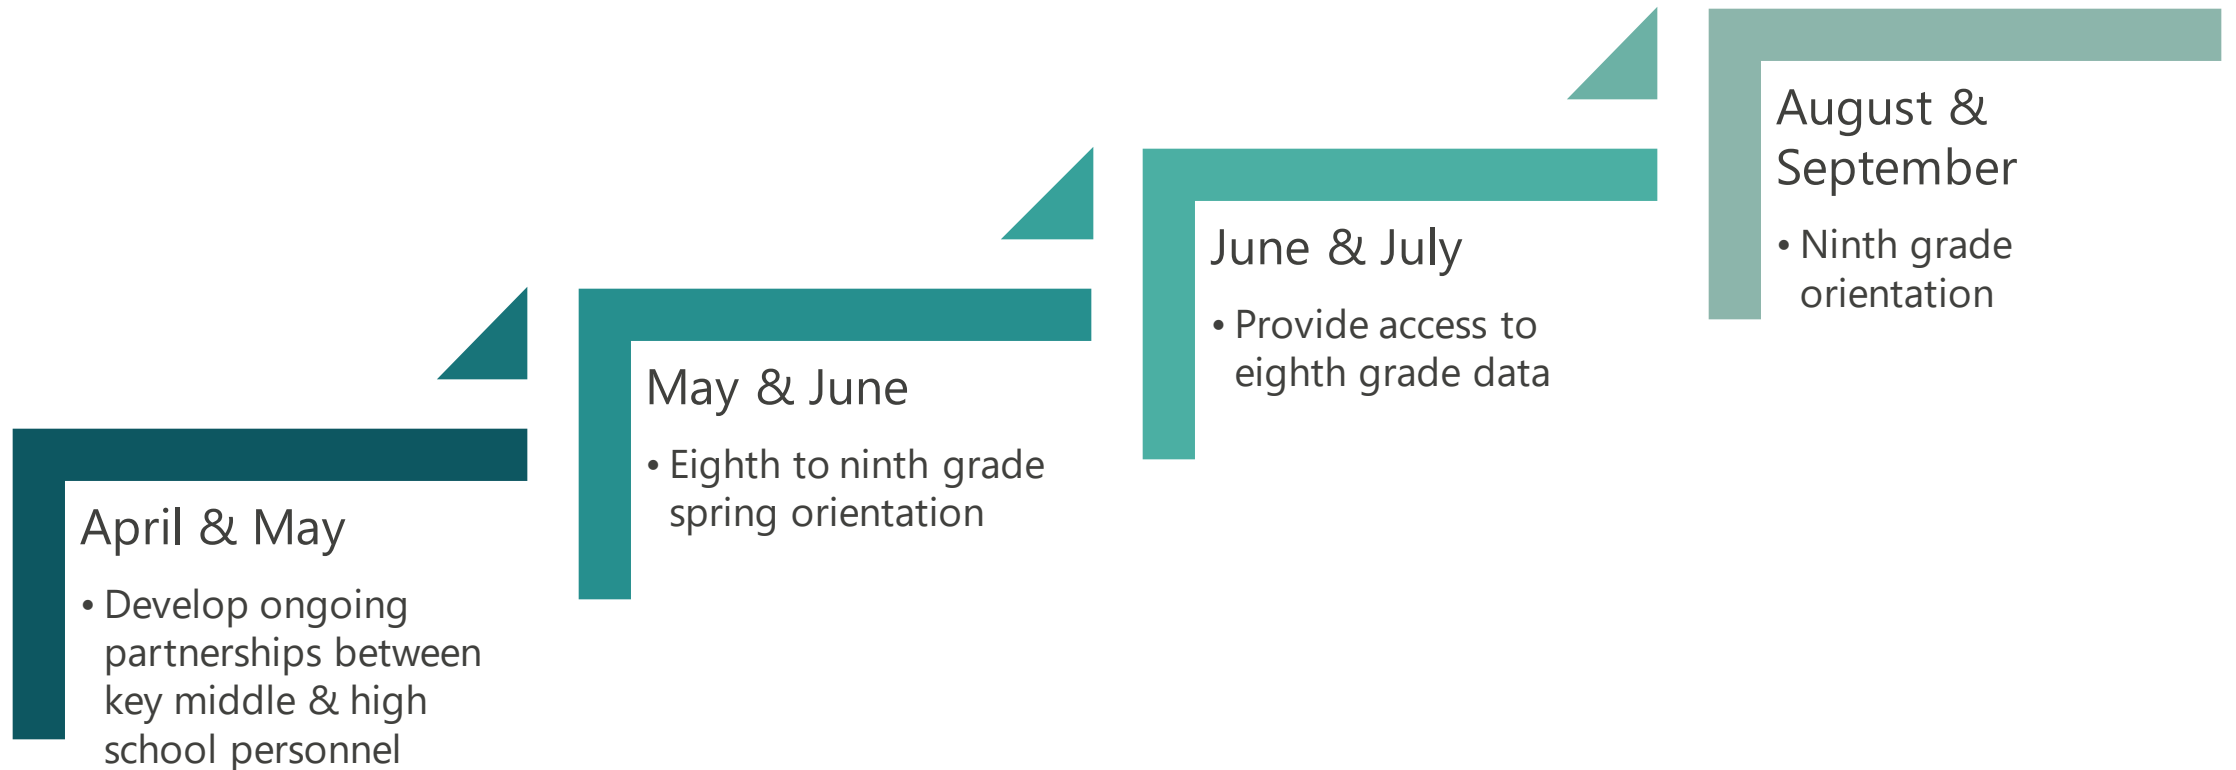 April & May
• Develop ongoing
partnerships between
key middle & high
school personnel
May & June
• Eighth to ninth grade
spring orientation
June & July
• Provide access to
eighth grade data
August &
September
• Ninth grade
orientation